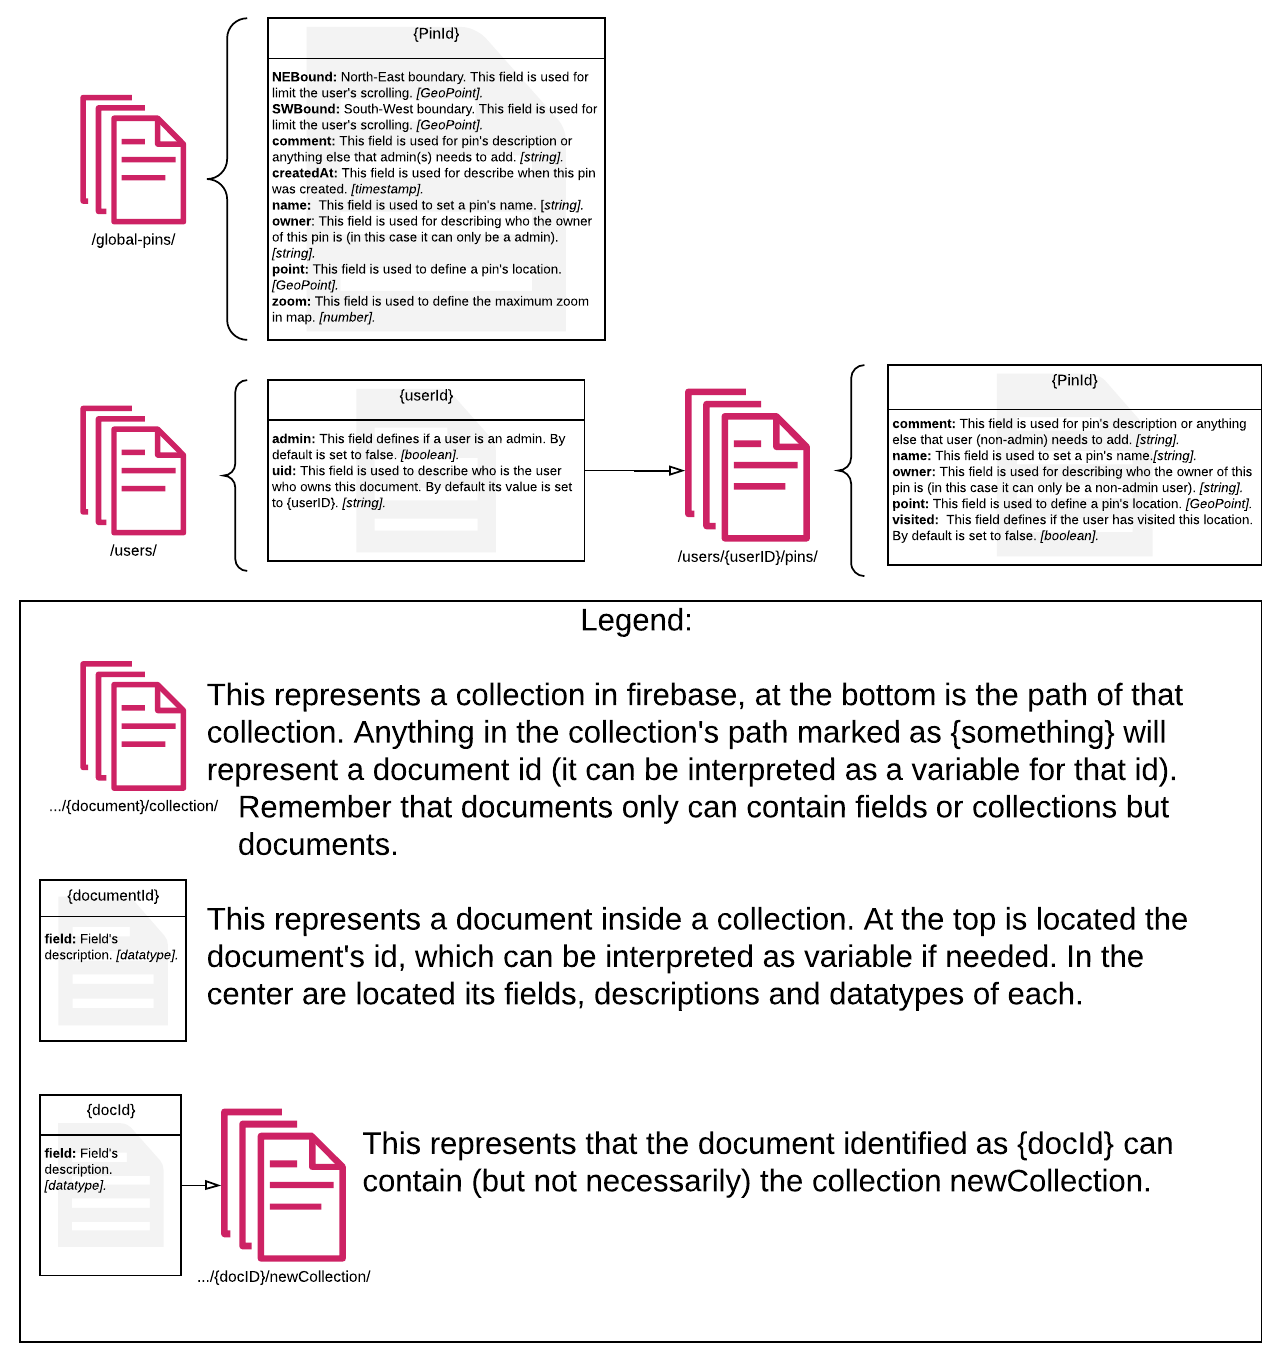 {PinId}
NEBound: North-East boundary. This field is used for
limit the user's scrolling. [GeoPoint].
SWBound: South-West boundary. This field is used for
limit the user's scrolling. [GeoPoint].
comment: This field is used for pin's description or
anything else that admin(s) needs to add. [string].
createdAt: This field is used for describe when this pin
was created. [timestamp].
name:  This field is used to set a pin's name. [string].
owner: This field is used for describing who the owner
of this pin is (in this case it can only be a admin).
[string].
point: This field is used to define a pin's location.
[GeoPoint].
zoom: This field is used to define the maximum zoom
in map. [number].
/global-pins/
{userId}
admin: This field defines if a user is an admin. By
default is set to false. [boolean].
uid: This field is used to describe who is the user
who owns this document. By default its value is set
to {userID}. [string].
/users/
/users/{userID}/pins/
{PinId}
comment: This field is used for pin's description or anything
else that user (non-admin) needs to add. [string].
name: This field is used to set a pin's name.[string].
owner: This field is used for describing who the owner of this
pin is (in this case it can only be a non-admin user). [string].
point: This field is used to define a pin's location. [GeoPoint].
visited:  This field defines if the user has visited this location.
By default is set to false. [boolean].
Legend:
This represents a collection in firebase, at the bottom is the path of that
collection. Anything in the collection's path marked as {something} will
represent a document id (it can be interpreted as a variable for that id).
Remember that documents only can contain fields or collections but
documents.
.../{document}/collection/
{documentId}
field: Field's
description. [datatype].
This represents a document inside a collection. At the top is located the
document's id, which can be interpreted as variable if needed. In the
center are located its fields, descriptions and datatypes of each.
{docId}
field: Field's
description.
[datatype].
.../{docID}/newCollection/
This represents that the document identified as {docId} can
contain (but not necessarily) the collection newCollection.